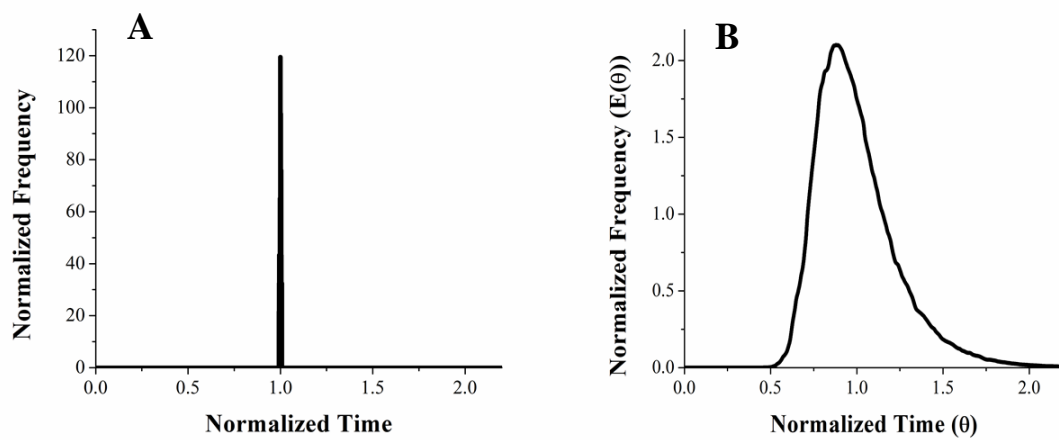 A
Normalized Frequency
120
100
80
60
40
20
0
0.0 0.5 1.0 1.5 2.0
Normalized Time
B
Normalized Frequency (E(θ))
2.0
1.5
1.0
0.5
0.0
0.0 0.5 1.0 1.5 2.0
Normalized Time (θ)